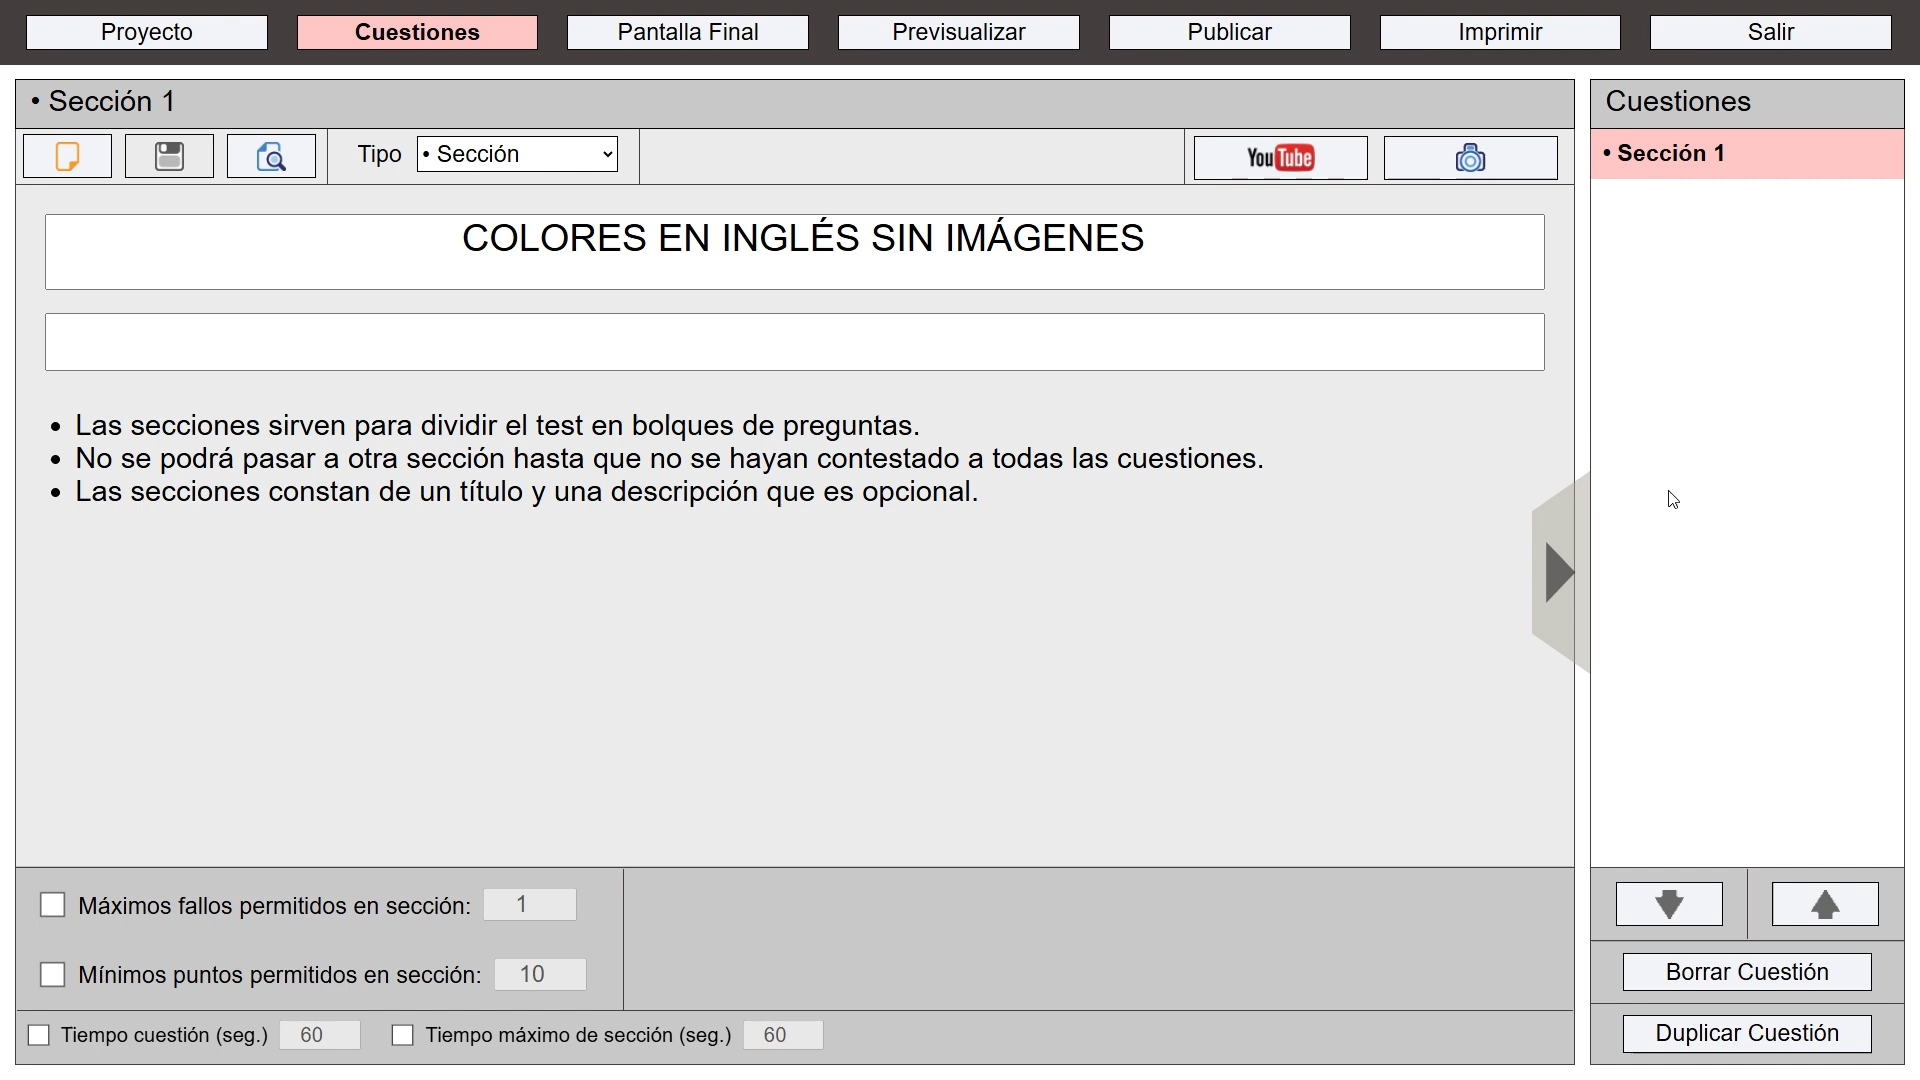 Proyecto
Cuestiones
Pantalla Final
Previsualizar
Publicar
Imprimir
Salir
• Sección 1
Tipo
• Sección
YouTube
COLORES EN INGLÉS SIN IMÁGENES
• Las secciones sirven para dividir el test en bolques de preguntas.
• No se podrá pasar a otra sección hasta que no se hayan contestado a todas las cuestiones.
• Las secciones constan de un título y una descripción que es opcional.
Máximos fallos permitidos en sección: 1
Mínimos puntos permitidos en sección: 10
Tiempo cuestión (seg.) 60
Tiempo máximo de sección (seg.) 60
Cuestiones
• Sección 1
Borrar Cuestión
Duplicar Cuestión